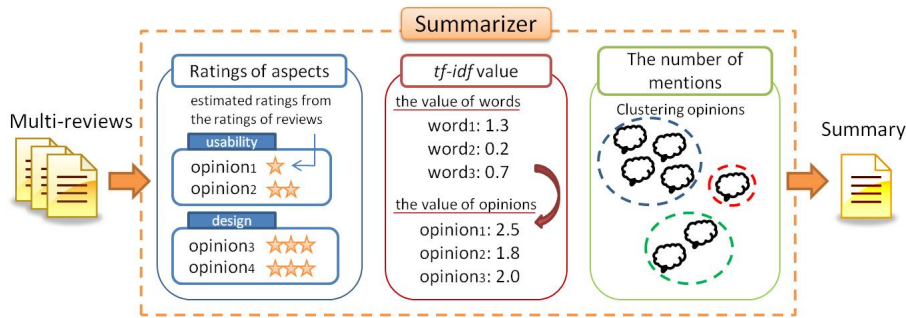 Summarizer
Multi-reviews
Ratings of aspects
estimated ratings from
the ratings of reviews
usability
opinion1
opinion2
design
opinion3
opinion4
tf-idf value
the value of words
word1: 1.3
word2: 0.2
word3: 0.7
the value of opinions
opinion1: 2.5
opinion2: 1.8
opinion3: 2.0
The number of
mentions
Clustering opinions
Summary